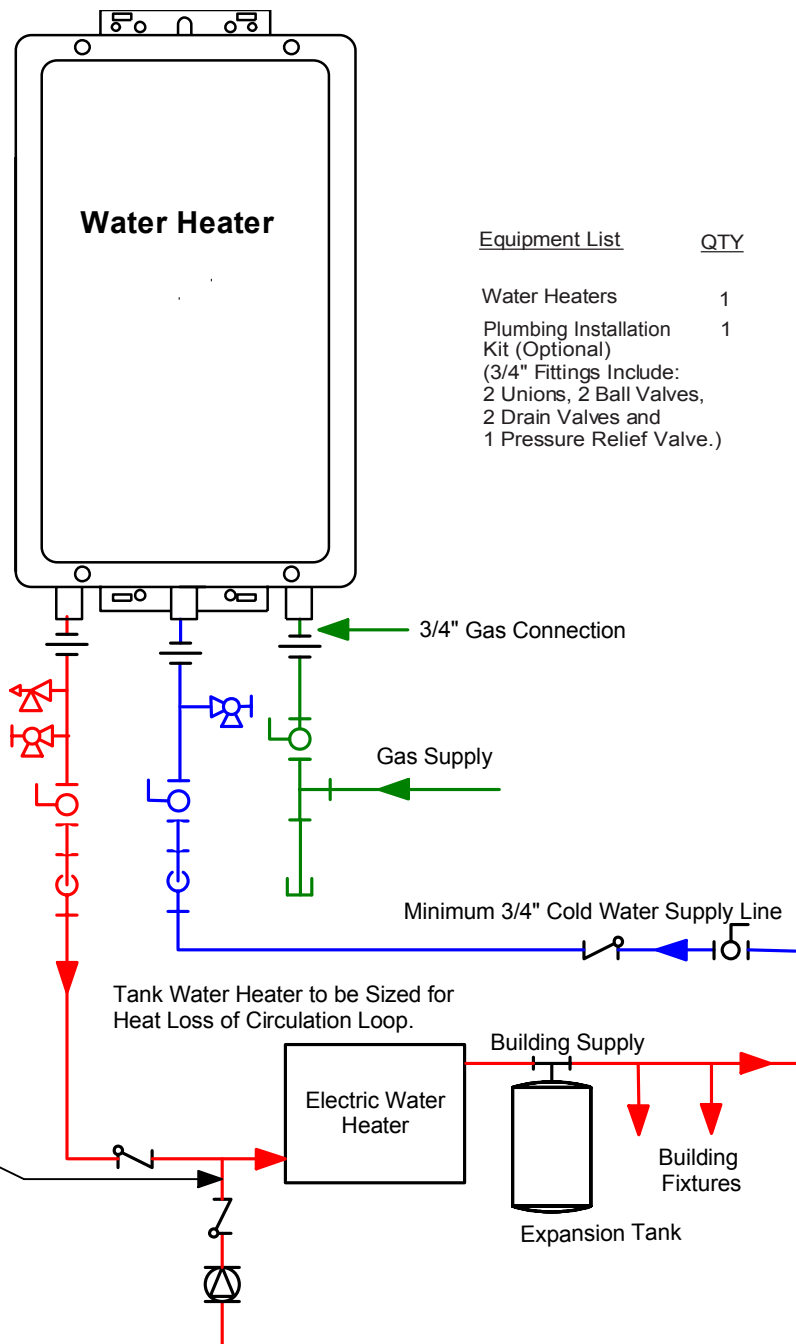 Water Heater
Equipment List QTY
Water Heaters 1
Plumbing Installation 1
Kit (Optional)
(3/4" Fittings Include:
2 Unions, 2 Ball Valves,
2 Drain Valves and
1 Pressure Relief Valve.)
3/4" Gas Connection
Gas Supply
Minimum 3/4" Cold Water Supply Line
Tank Water Heater to be Sized for
Heat Loss of Circulation Loop.
Building Supply
Electric Water
Heater
Building
Fixtures
Expansion Tank